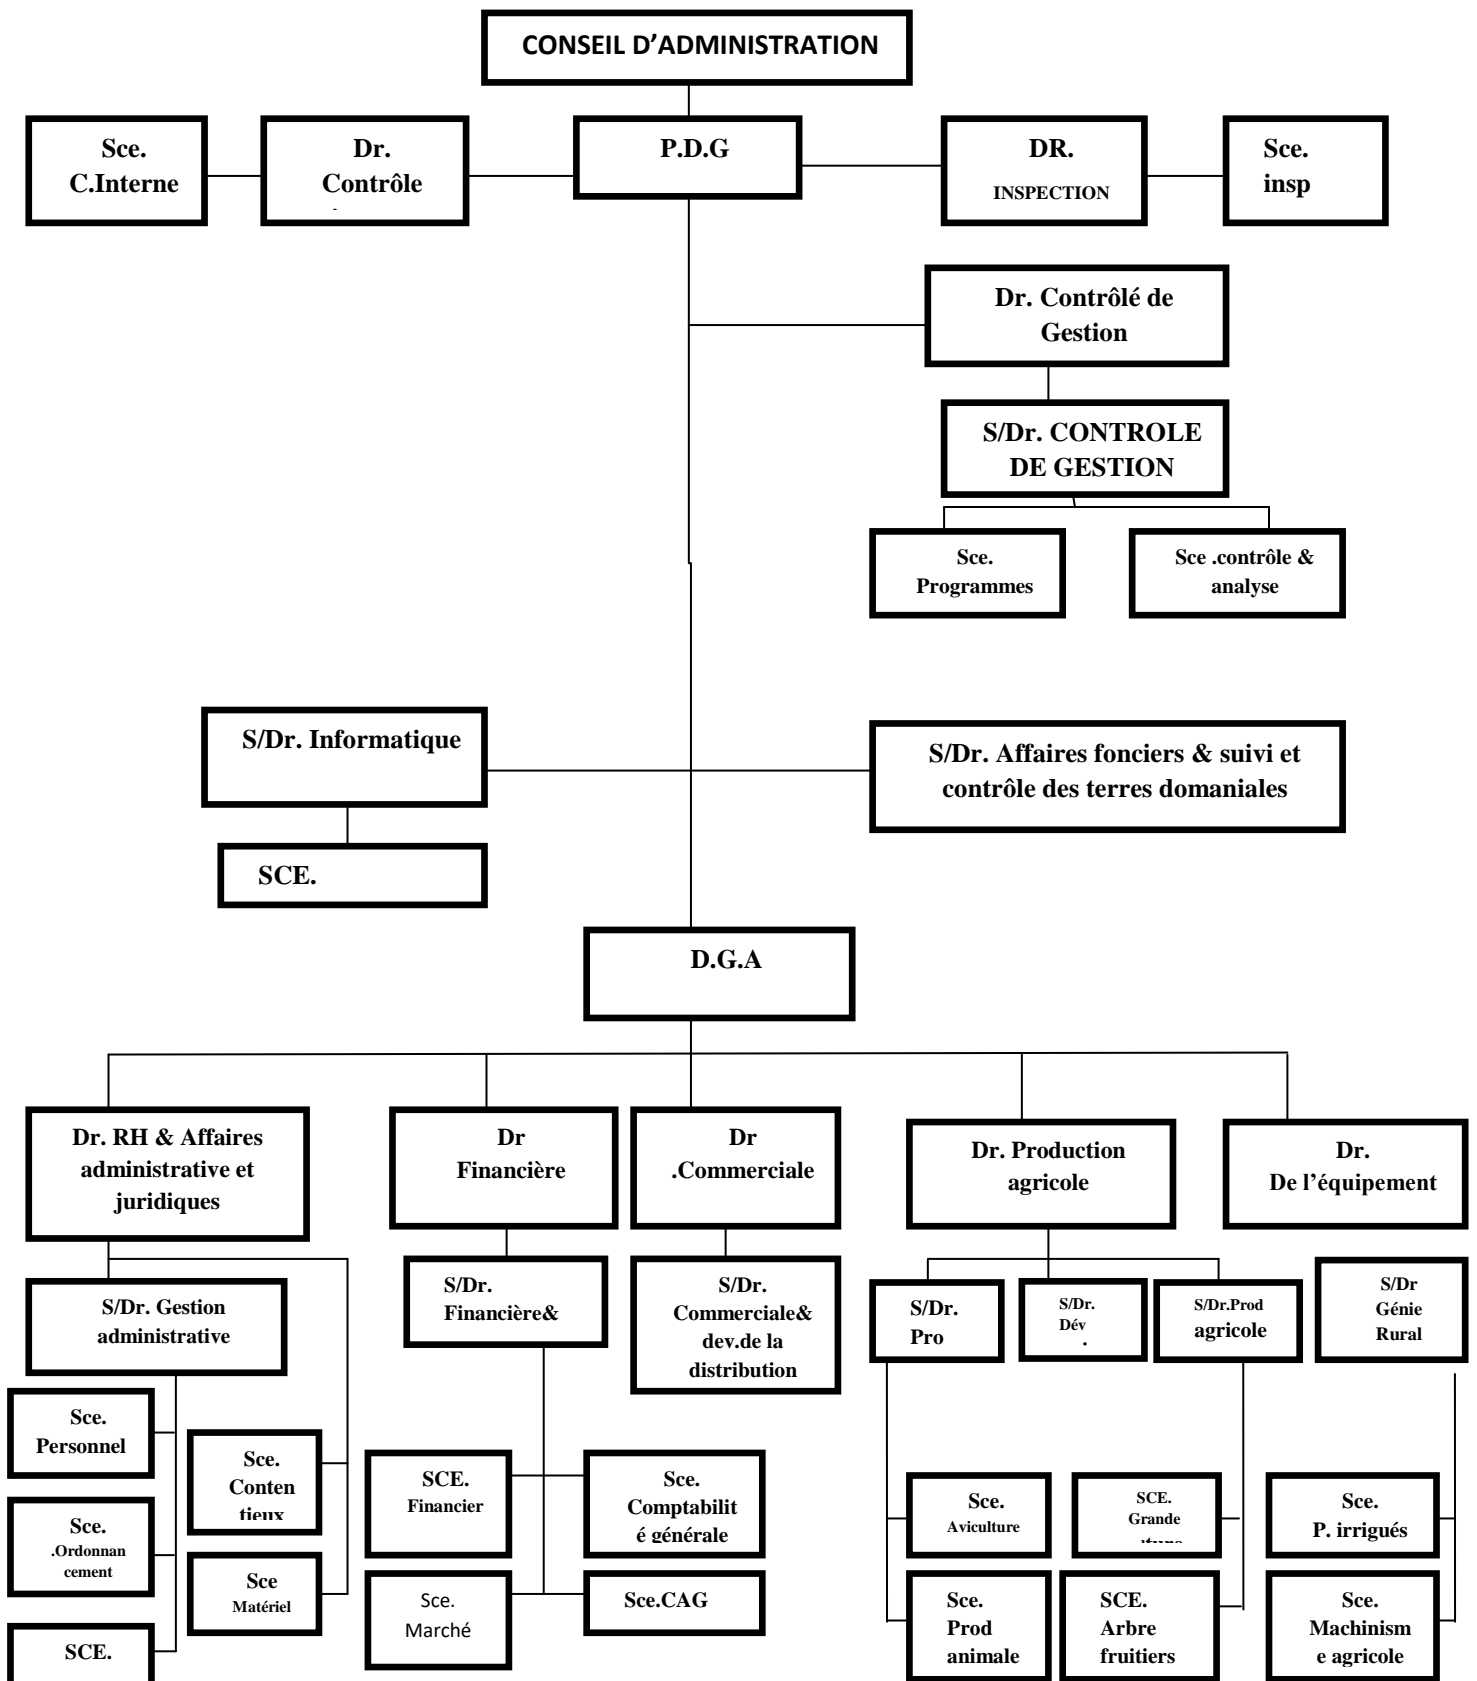 CONSEIL D’ADMINISTRATION
Sce.
C.Interne
Dr.
Contrôle
P.D.G
DR.
INSPECTION
Sce.
insp
Dr. Contrôlé de
Gestion
S/Dr. CONTROLE
DE GESTION
Sce.
Programmes
Sce .contrôle &
analyse
S/Dr. Informatique
S/Dr. Affaires fonciers & suivi et
contrôle des terres domaniales
SCE.
D.G.A
Dr. RH & Affaires
administrative et
juridiques
Dr
Financière
Dr
.Commerciale
Dr. Production
agricole
Dr.
De l’équipement
S/Dr. Gestion
administrative
S/Dr.
Financière&
S/Dr.
Commerciale&
dev.de la
distribution
S/Dr.
Pro
S/Dr.
Dév
.
S/Dr.Prod
agricole
S/Dr
Génie
Rural
Sce.
Personnel
Sce.
Conten
tieux
Sce.
.Ordonnan
cement
Sce
Matériel
SCE.
SCE.
Financier
Sce.
Comptabilit
é générale
Sce.
Marché
Sce.CAG
Sce.
Aviculture
SCE.
Grande
Sce.
P. irrigués
Sce.
Prod
animale
SCE.
Arbre
fruitiers
Sce.
Machinism
e agricole